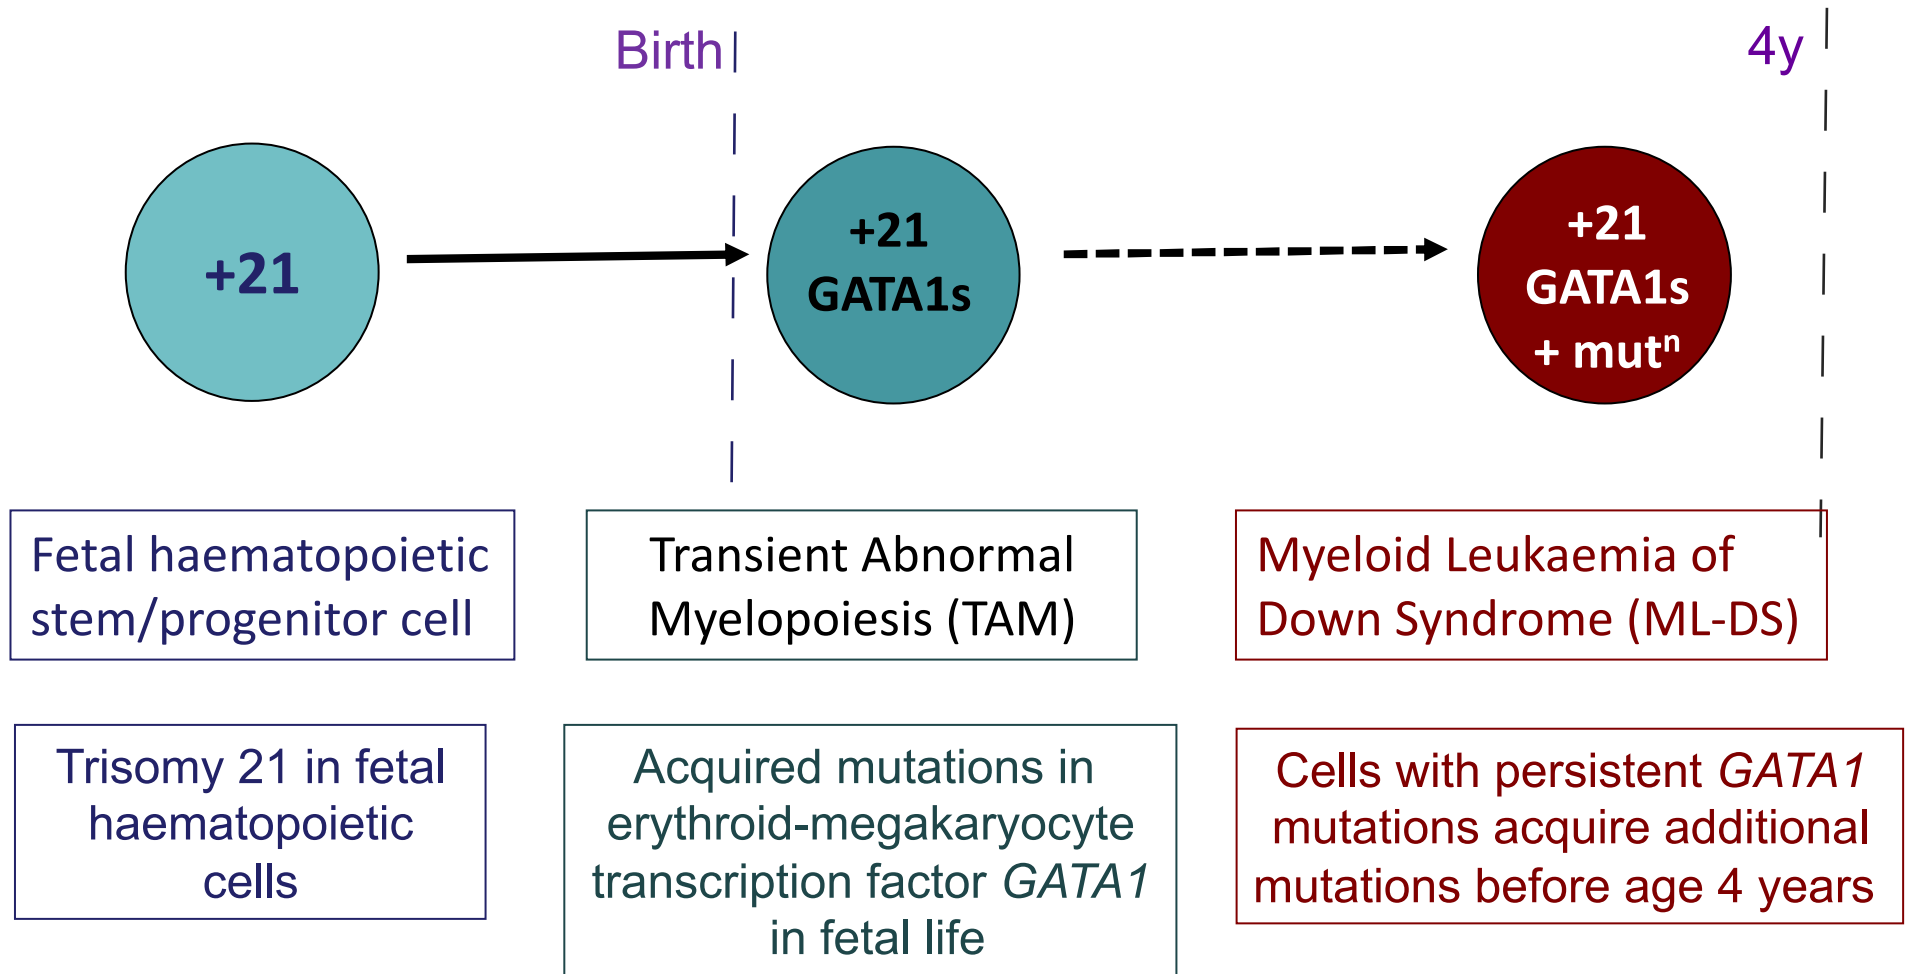 Birth
4y
+21
+21
GATA1s
+21
GATA1s
+ mutⁿ
Fetal haematopoietic
stem/progenitor cell
Transient Abnormal
Myelopoiesis (TAM)
Myeloid Leukaemia of
Down Syndrome (ML-DS)
Trisomy 21 in fetal
haematopoietic
cells
Acquired mutations in
erythroid-megakaryocyte
transcription factor GATA1
in fetal life
Cells with persistent GATA1
mutations acquire additional
mutations before age 4 years